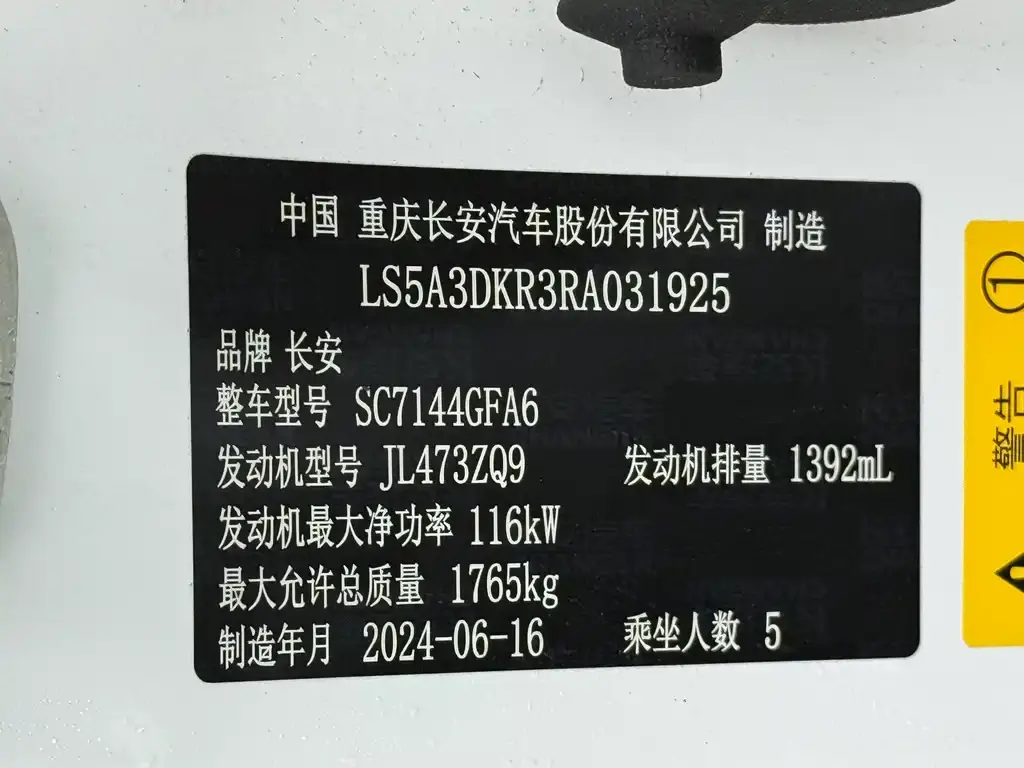 中国 重庆长安汽车股份有限公司 制造
LS5A3DKR3RA031925
品牌 长安
整车型号 SC7144GFA6
发动机型号 JL473ZQ9 发动机排量 1392mL
发动机最大净功率 116kW
最大允许总质量 1765kg
制造年月 2024-06-16 乘坐人数 5
①
警告